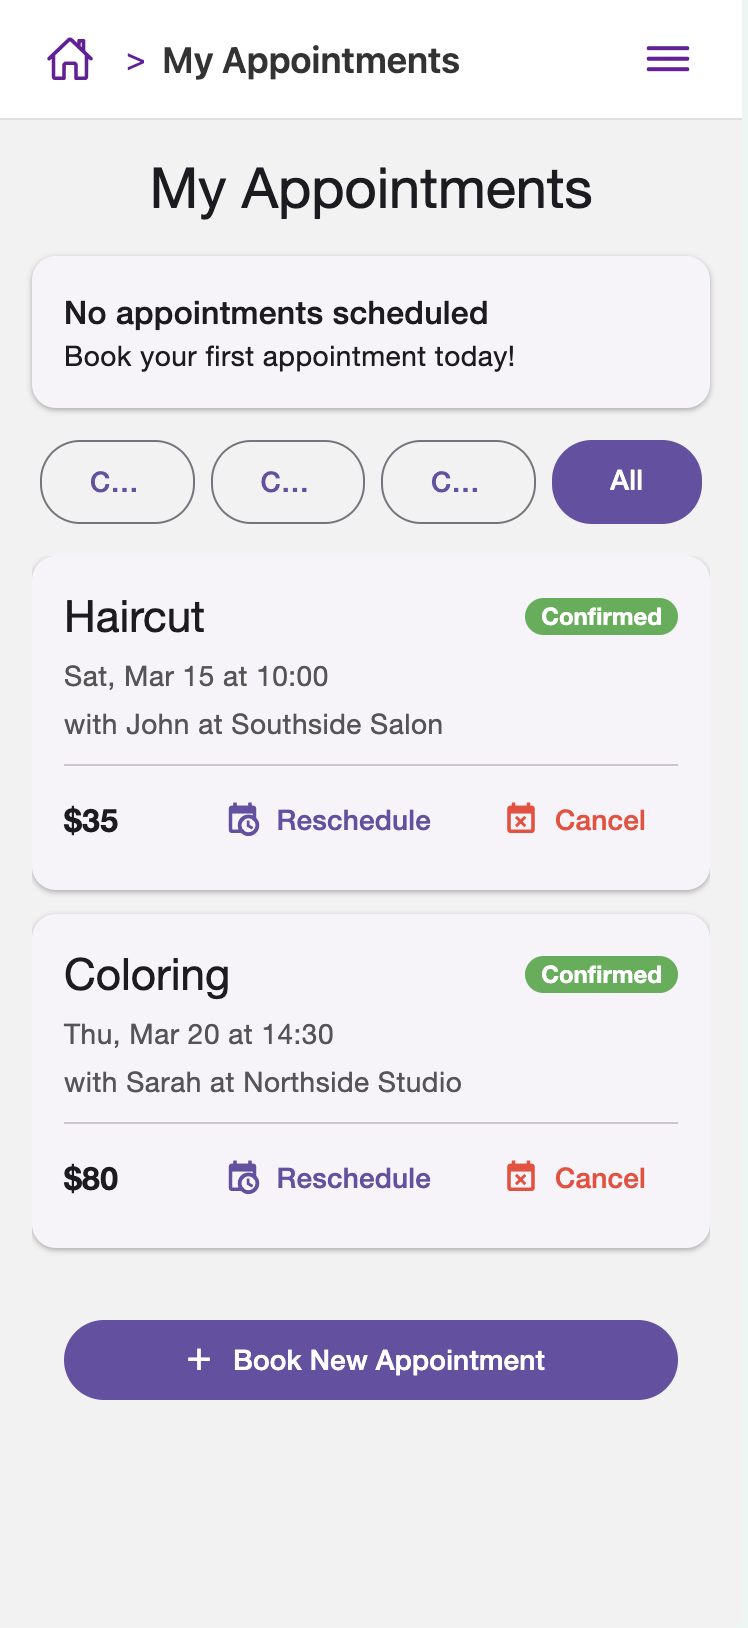 > My Appointments
My Appointments
No appointments scheduled
Book your first appointment today!
C... C... C... All
Haircut Confirmed
Sat, Mar 15 at 10:00
with John at Southside Salon
$35 Reschedule Cancel
Coloring Confirmed
Thu, Mar 20 at 14:30
with Sarah at Northside Studio
$80 Reschedule Cancel
+ Book New Appointment